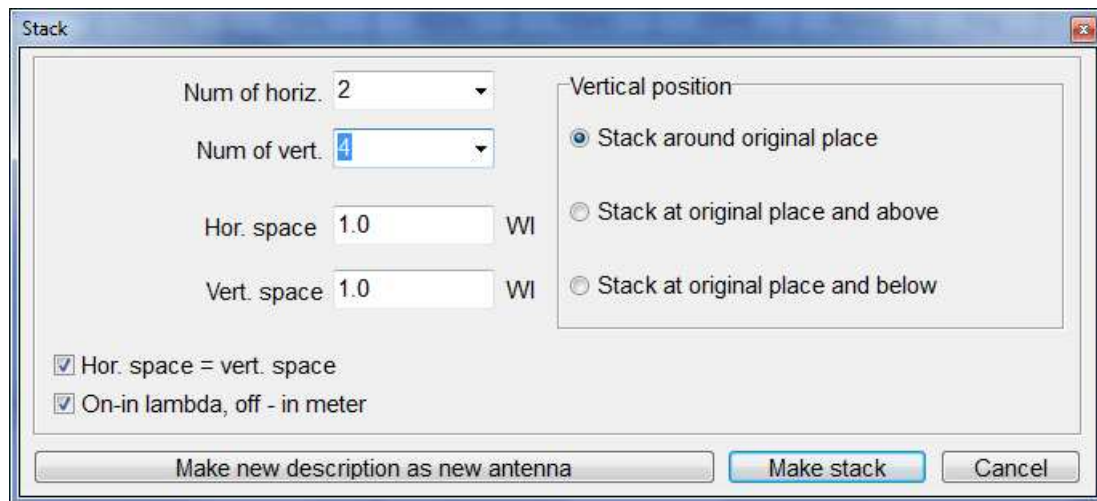 Stack
Num of horiz. 2
Num of vert. 4
Hor. space 1.0 Wl
Vert. space 1.0 Wl
Vertical position
Stack around original place
Stack at original place and above
Stack at original place and below
Hor. space = vert. space
On-in lambda, off - in meter
Make new description as new antenna
Make stack
Cancel